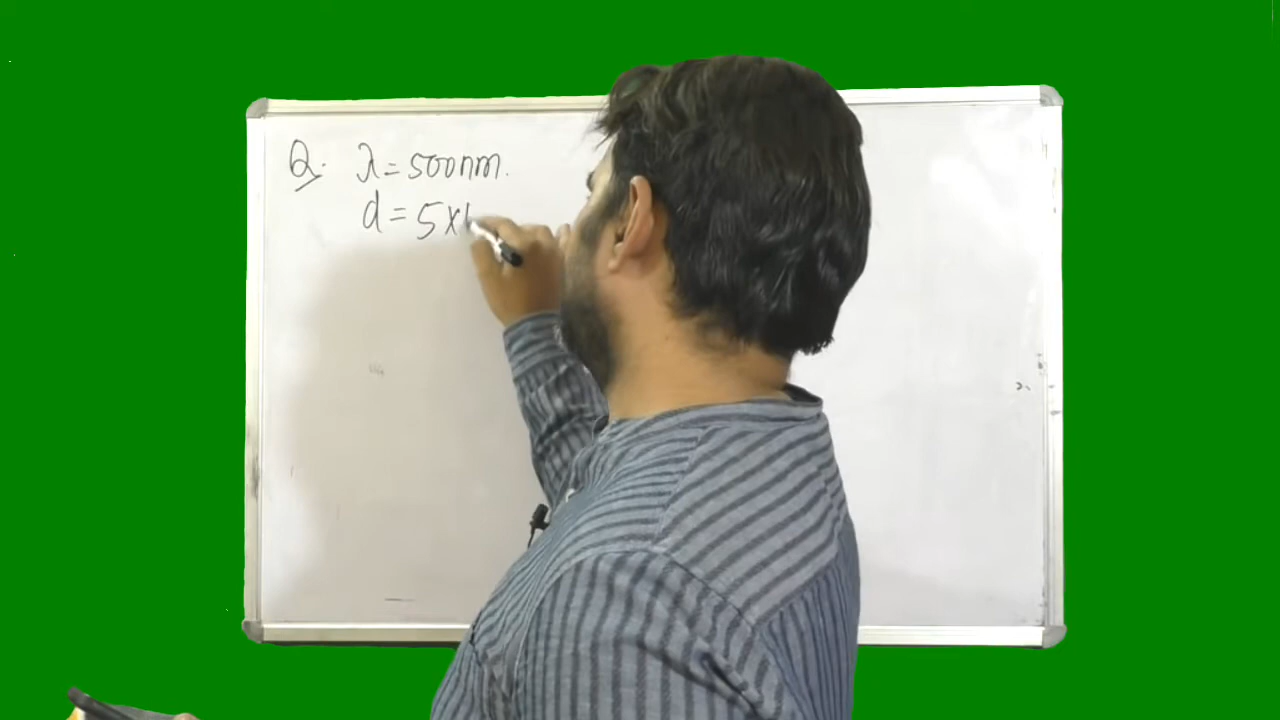 Q. λ = 500nm.
d = 5 ×